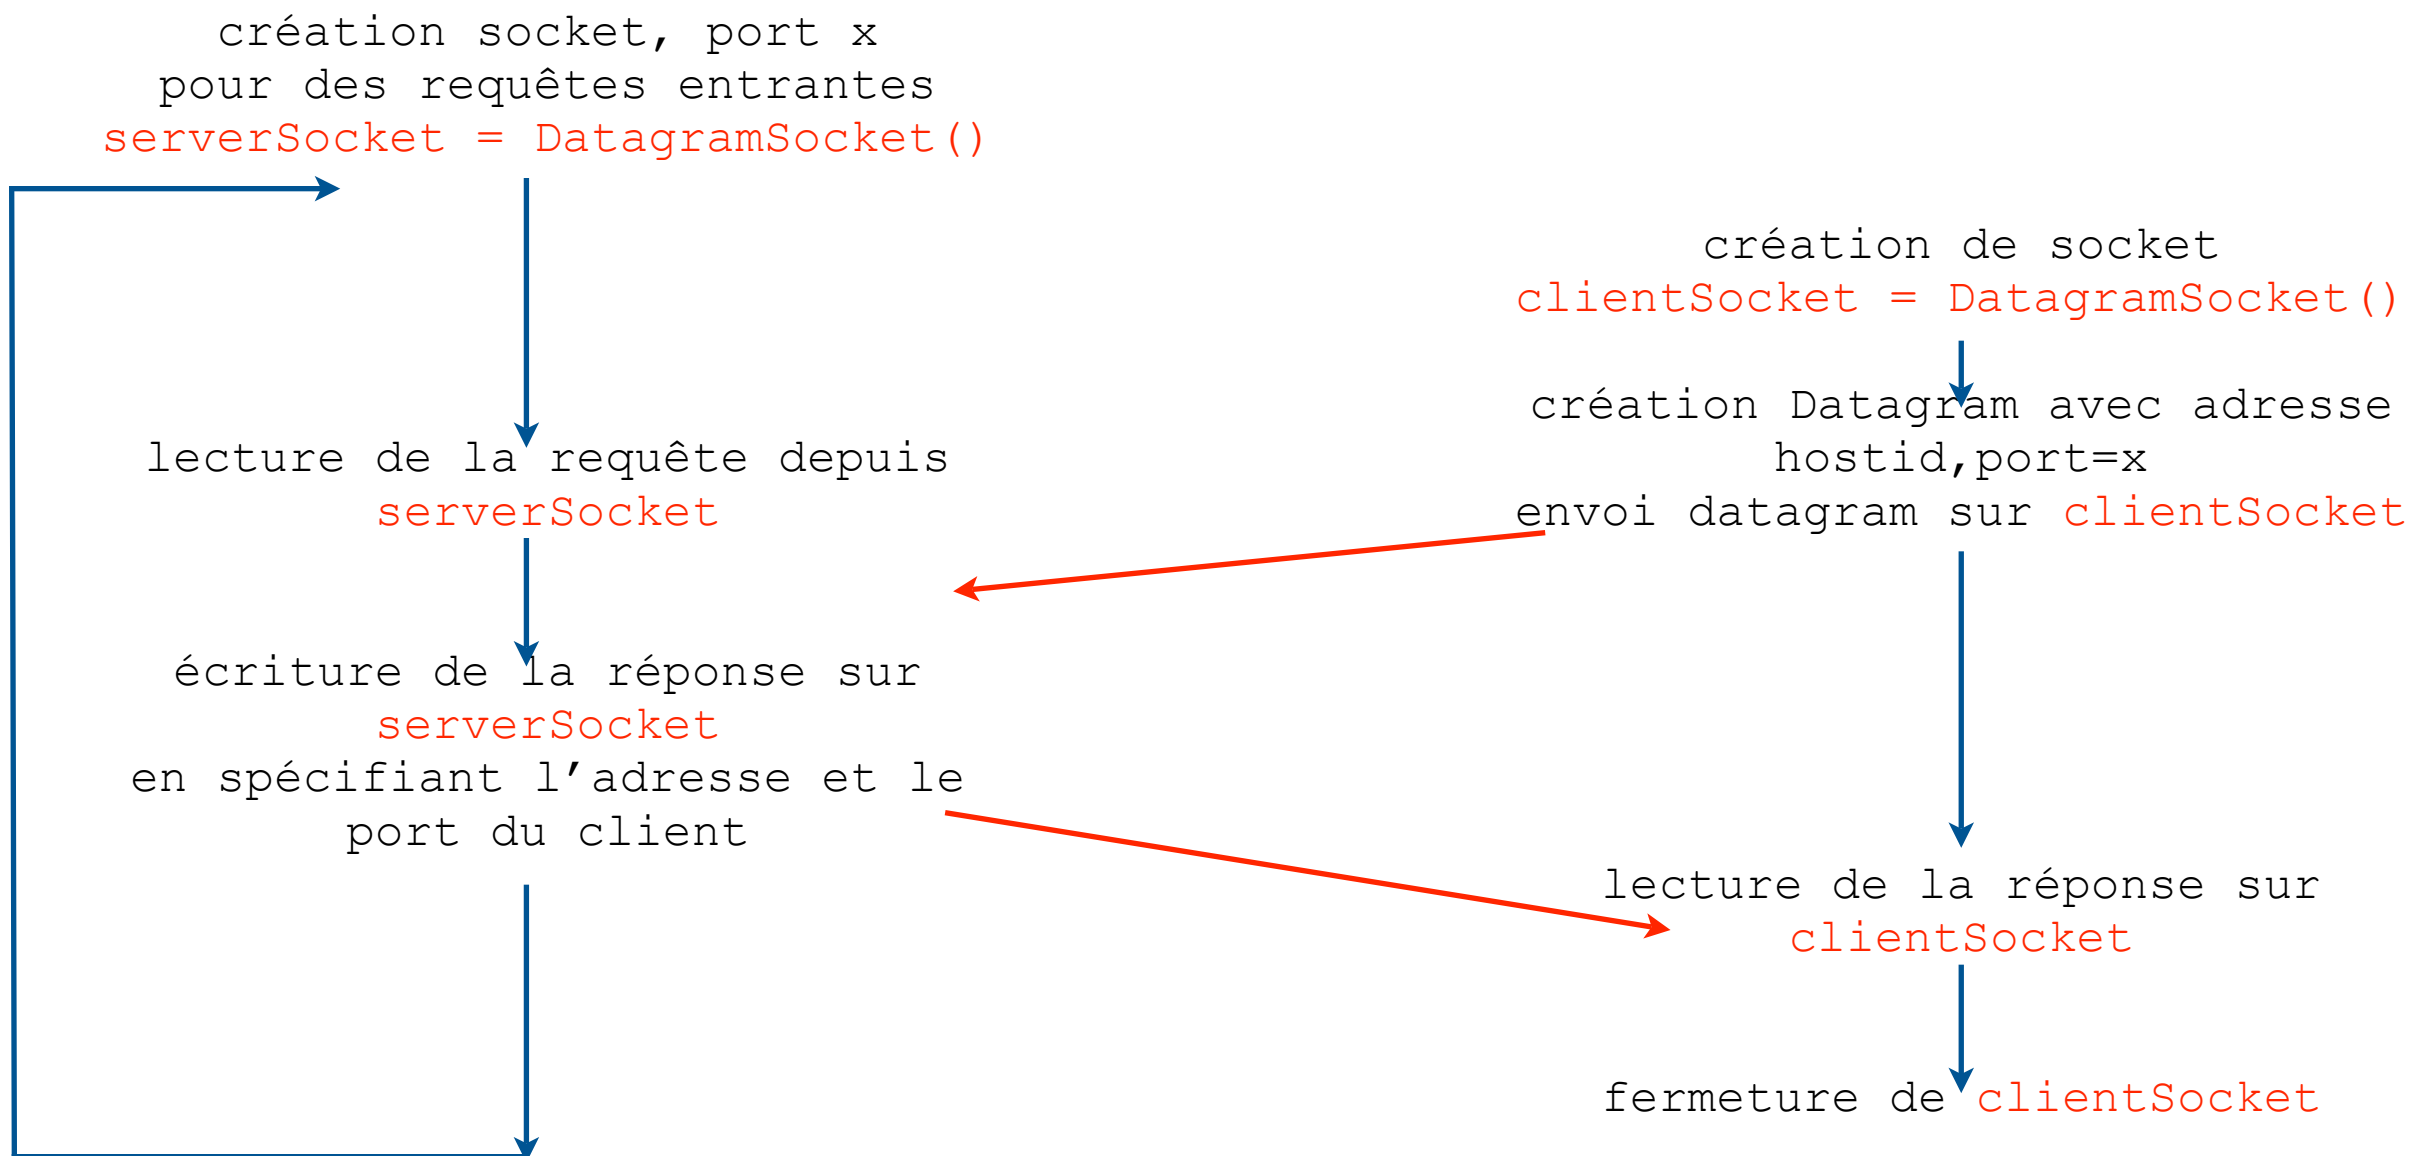 création socket, port x
pour des requêtes entrantes
serverSocket = DatagramSocket()
lecture de la requête depuis
serverSocket
écriture de la réponse sur
serverSocket
en spécifiant l’adresse et le
port du client
création de socket
clientSocket = DatagramSocket()
création Datagram avec adresse
hostid,port=x
envoi datagram sur clientSocket
lecture de la réponse sur
clientSocket
fermeture de clientSocket